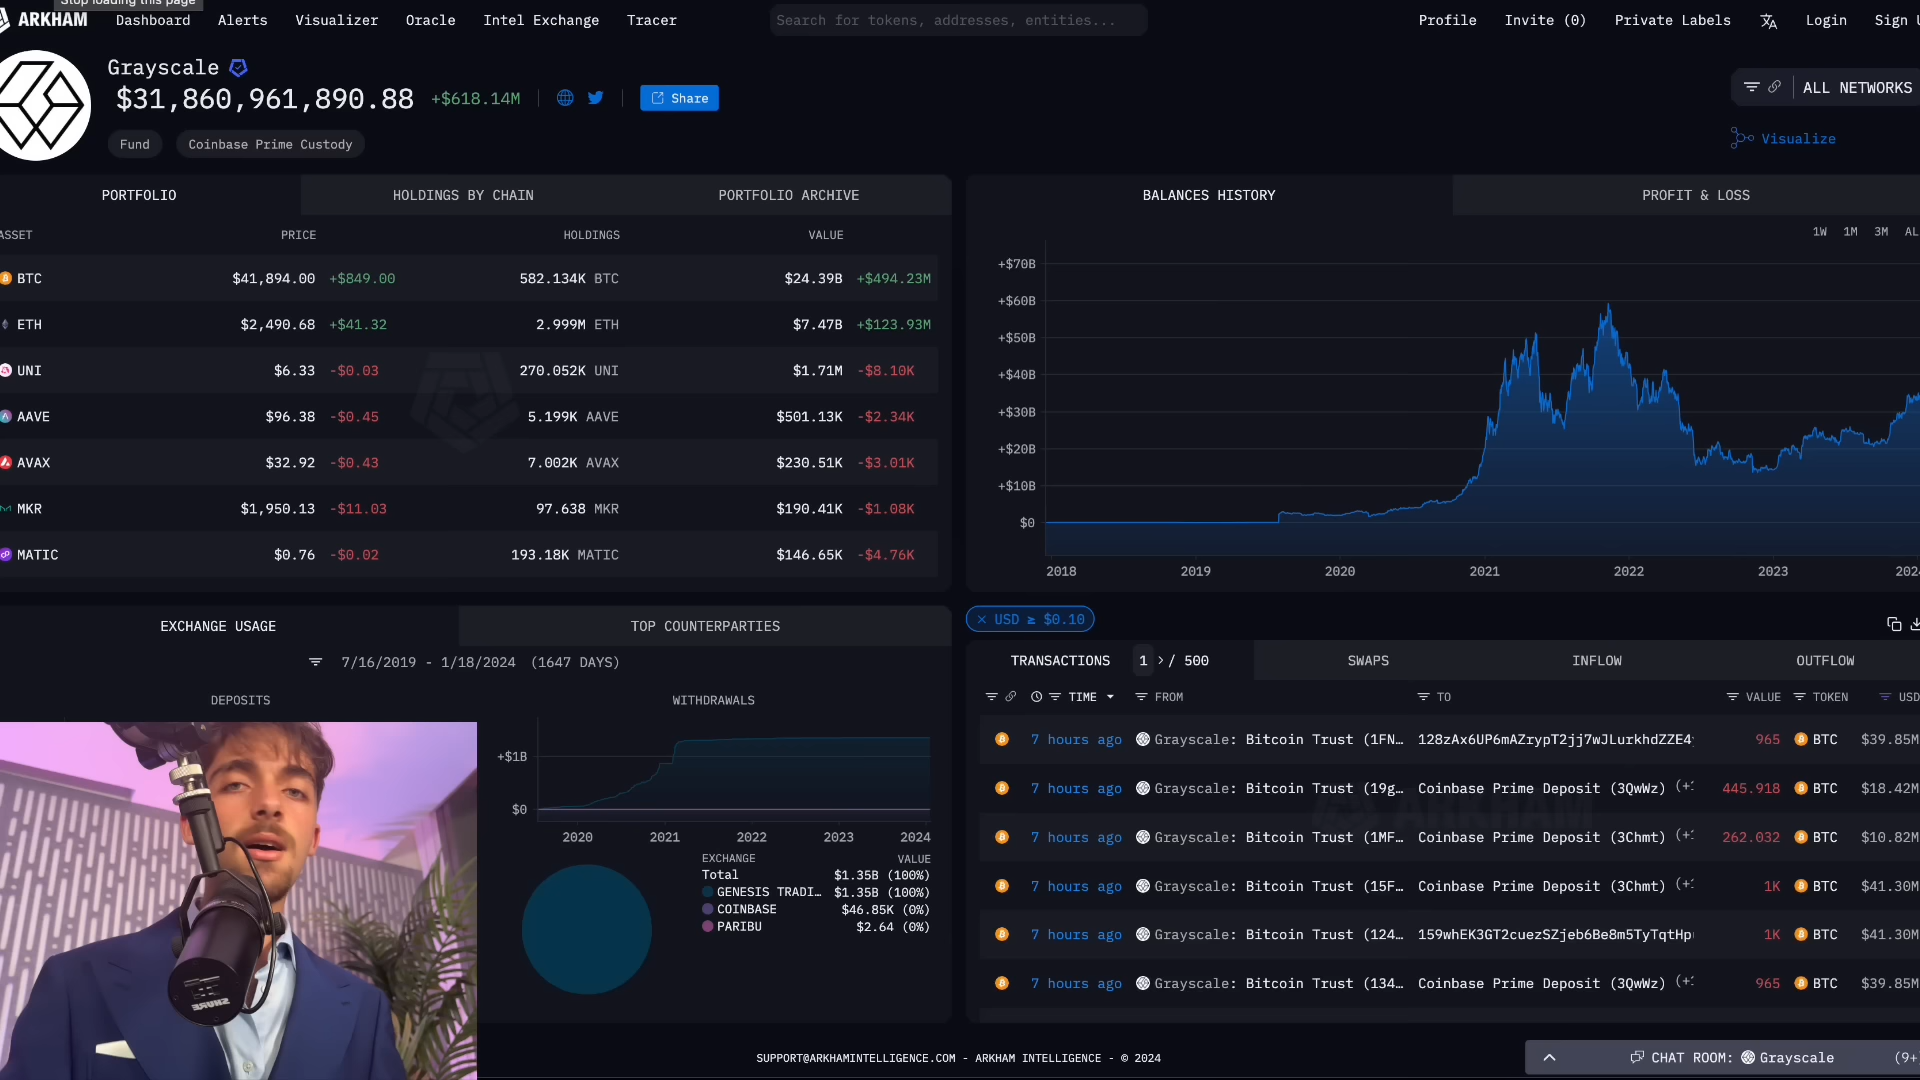 Stop loading this page
ARKHAM Dashboard Alerts Visualizer Oracle Intel Exchange Tracer Search for tokens, addresses, entities... Profile Invite (0) Private Labels Login Sign U
Grayscale
$31,860,961,890.88 +$618.14M Share
ALL NETWORKS
Fund Coinbase Prime Custody
Visualize
PORTFOLIO HOLDINGS BY CHAIN PORTFOLIO ARCHIVE
ASSET PRICE HOLDINGS VALUE
BTC $41,894.00 +$849.00 582.134K BTC $24.39B +$494.23M
ETH $2,490.68 +$41.32 2.999M ETH $7.47B +$123.93M
UNI $6.33 -$0.03 270.052K UNI $1.71M -$8.10K
AAVE $96.38 -$0.45 5.199K AAVE $501.13K -$2.34K
AVAX $32.92 -$0.43 7.002K AVAX $230.51K -$3.01K
MKR $1,950.13 -$11.03 97.638 MKR $190.41K -$1.08K
MATIC $0.76 -$0.02 193.18K MATIC $146.65K -$4.76K
BALANCES HISTORY PROFIT & LOSS
1W 1M 3M AL
+$70B
+$60B
+$50B
+$40B
+$30B
+$20B
+$10B
$0
2018 2019 2020 2021 2022 2023 2024
EXCHANGE USAGE TOP COUNTERPARTIES
7/16/2019 - 1/18/2024 (1647 DAYS)
DEPOSITS WITHDRAWALS
+$1B
$0
2020 2021 2022 2023 2024
EXCHANGE VALUE
Total $1.35B (100%)
GENESIS TRADI… $1.35B (100%)
COINBASE $46.85K (0%)
PARIBU $2.64 (0%)
SHURE
× USD ≥ $0.10
TRANSACTIONS 1 > / 500 SWAPS INFLOW OUTFLOW
TIME FROM TO VALUE TOKEN USD
7 hours ago Grayscale: Bitcoin Trust (1FN… 128zAx6UP6mAZrypT2jj7wJLurkhdZZE4 965 BTC $39.85M
7 hours ago Grayscale: Bitcoin Trust (19g… Coinbase Prime Deposit (3QwWz) (+1 445.918 BTC $18.42M
7 hours ago Grayscale: Bitcoin Trust (1MF… Coinbase Prime Deposit (3Chmt) (+1 262.032 BTC $10.82M
7 hours ago Grayscale: Bitcoin Trust (15F… Coinbase Prime Deposit (3Chmt) (+1 1K BTC $41.30M
7 hours ago Grayscale: Bitcoin Trust (124… 159whEK3GT2cuezSZjeb6Be8m5TyTqtHp 1K BTC $41.30M
7 hours ago Grayscale: Bitcoin Trust (134… Coinbase Prime Deposit (3QwWz) (+1 965 BTC $39.85M
ARKHAM
SUPPORT@ARKHAMINTELLIGENCE.COM - ARKHAM INTELLIGENCE - © 2024
CHAT ROOM: Grayscale (9+